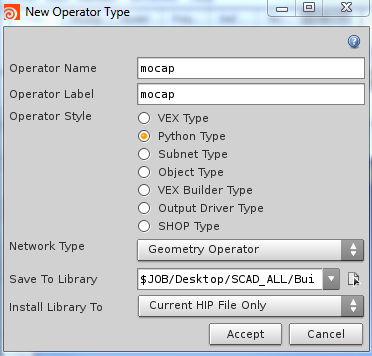 New Operator Type
Operator Name mocap
Operator Label mocap
Operator Style VEX Type
Python Type
Subnet Type
Object Type
VEX Builder Type
Output Driver Type
SHOP Type
Network Type Geometry Operator
Save To Library $JOB/Desktop/SCAD_ALL/Bui
Install Library To Current HIP File Only
Accept Cancel